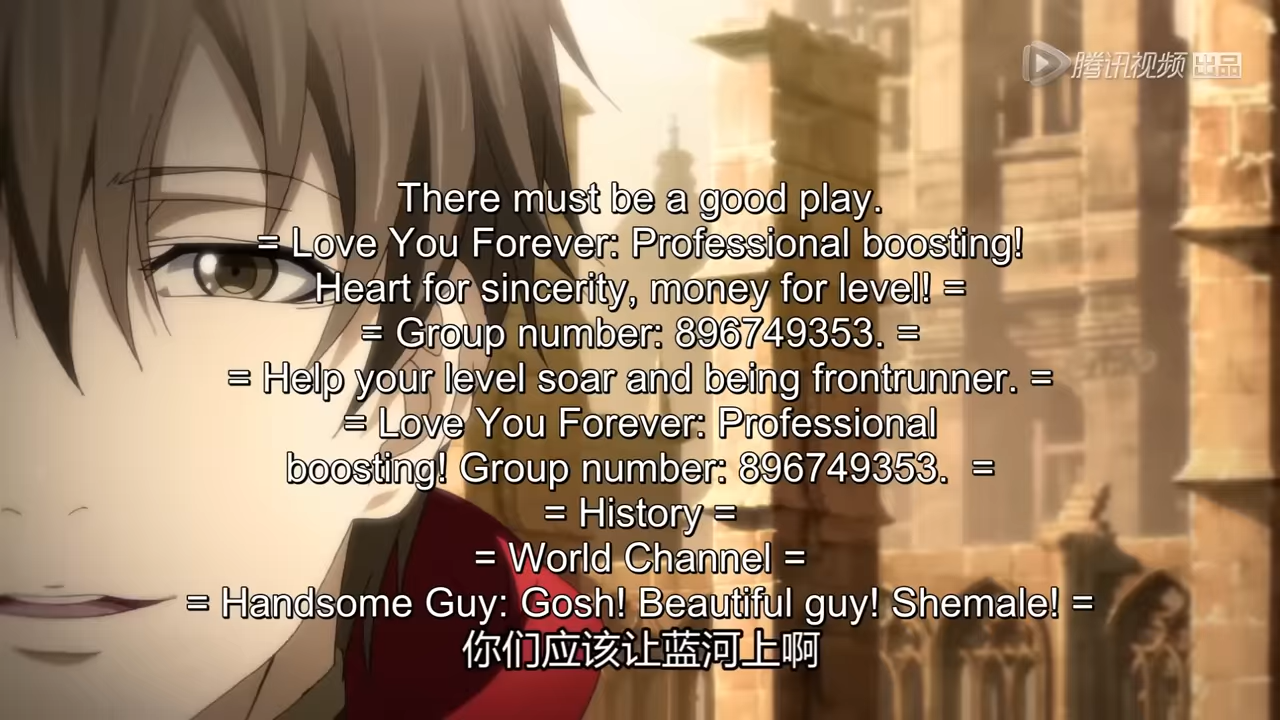 腾讯视频 出品
There must be a good play.
= Love You Forever: Professional boosting!
Heart for sincerity, money for level! =
= Group number: 896749353. =
= Help your level soar and being frontrunner. =
= Love You Forever: Professional
boosting! Group number: 896749353.  =
= History =
= World Channel =
= Handsome Guy: Gosh! Beautiful guy! Shemale! =
你们应该让蓝河上啊